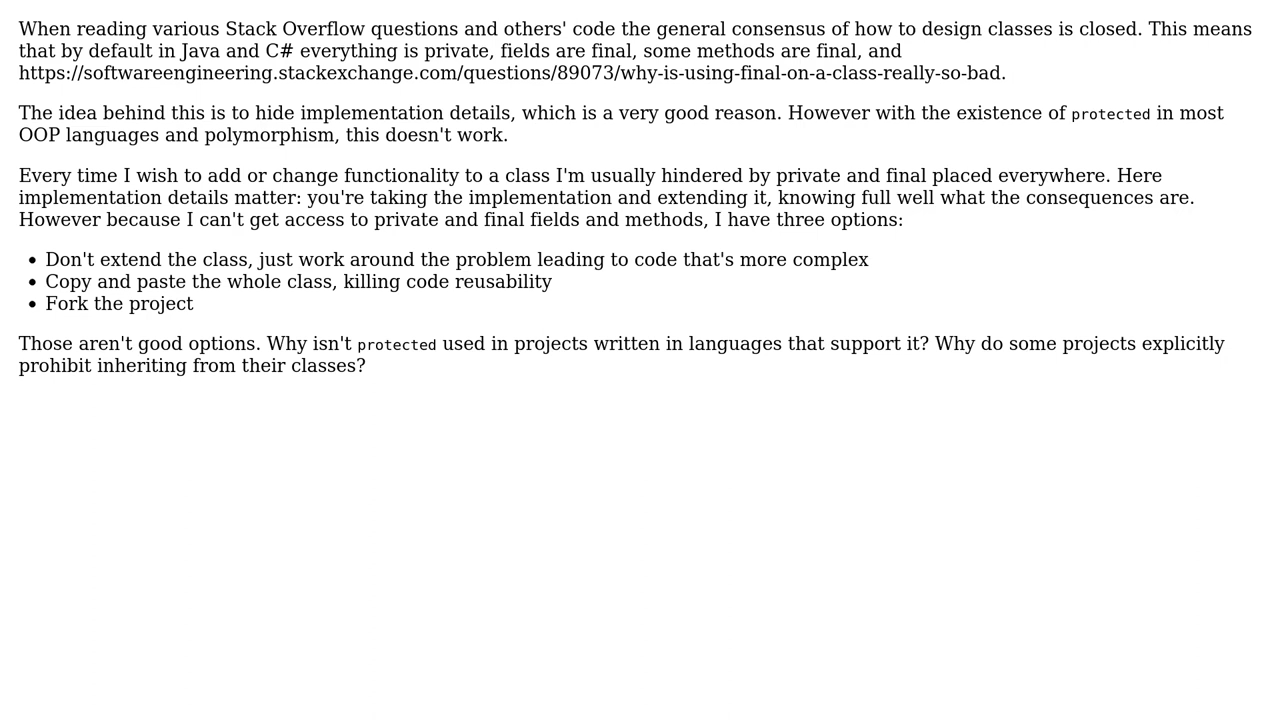 When reading various Stack Overflow questions and others' code the general consensus of how to design classes is closed. This means
that by default in Java and C# everything is private, fields are final, some methods are final, and
https://softwareengineering.stackexchange.com/questions/89073/why-is-using-final-on-a-class-really-so-bad.
The idea behind this is to hide implementation details, which is a very good reason. However with the existence of protected in most
OOP languages and polymorphism, this doesn't work.
Every time I wish to add or change functionality to a class I'm usually hindered by private and final placed everywhere. Here
implementation details matter: you're taking the implementation and extending it, knowing full well what the consequences are.
However because I can't get access to private and final fields and methods, I have three options:
• Don't extend the class, just work around the problem leading to code that's more complex
• Copy and paste the whole class, killing code reusability
• Fork the project
Those aren't good options. Why isn't protected used in projects written in languages that support it? Why do some projects explicitly
prohibit inheriting from their classes?